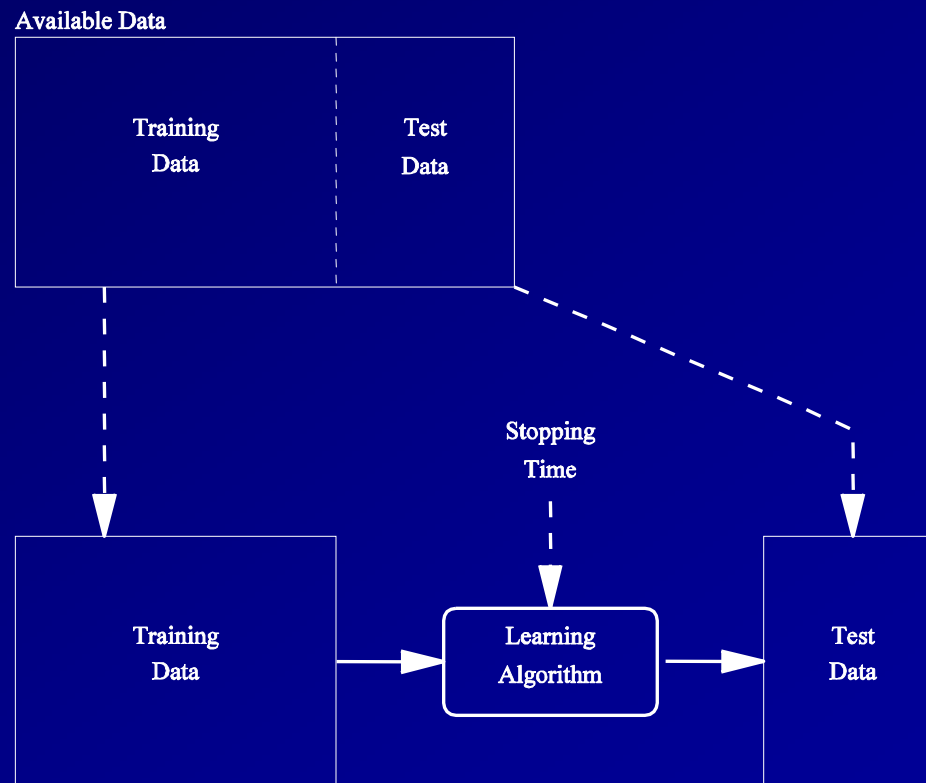 Available Data
Training
Data
Test
Data
Stopping
Time
Training
Data
Learning
Algorithm
Test
Data